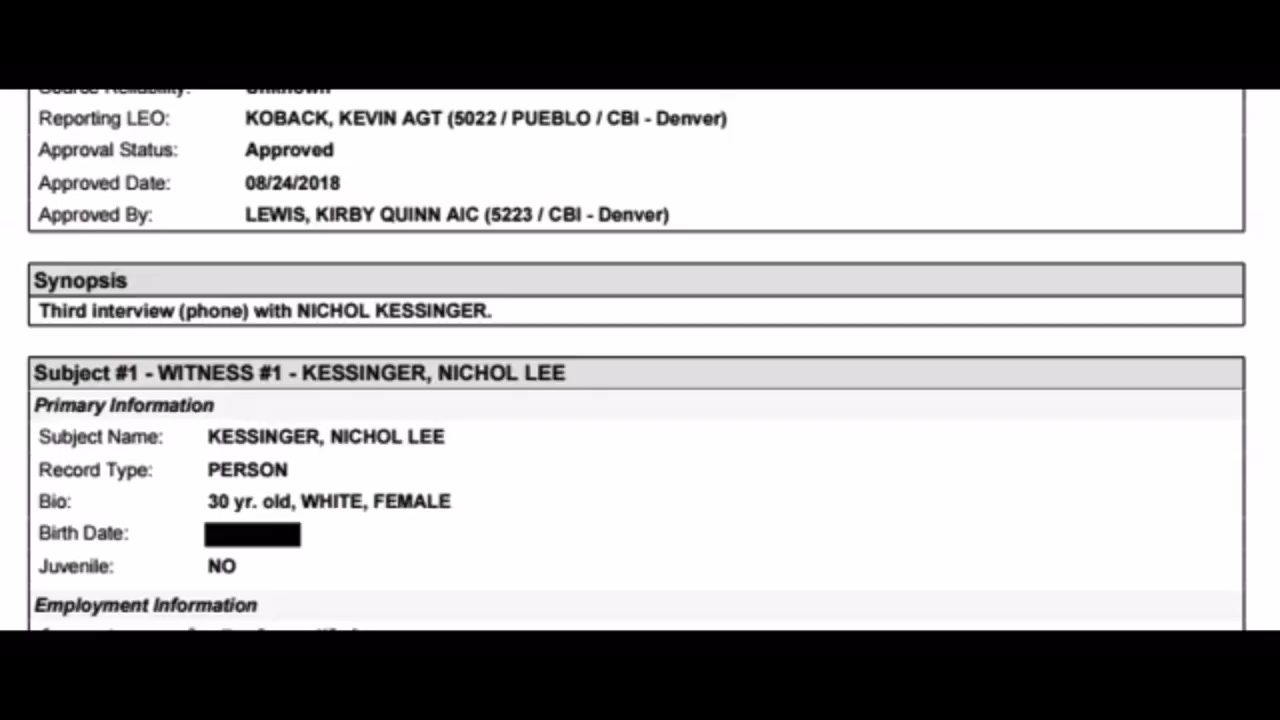 Source Reliability: Unknown
Reporting LEO: KOBACK, KEVIN AGT (5022 / PUEBLO / CBI - Denver)
Approval Status: Approved
Approved Date: 08/24/2018
Approved By: LEWIS, KIRBY QUINN AIC (5223 / CBI - Denver)
Synopsis
Third interview (phone) with NICHOL KESSINGER.
Subject #1 - WITNESS #1 - KESSINGER, NICHOL LEE
Primary Information
Subject Name: KESSINGER, NICHOL LEE
Record Type: PERSON
Bio: 30 yr. old, WHITE, FEMALE
Birth Date:
Juvenile: NO
Employment Information